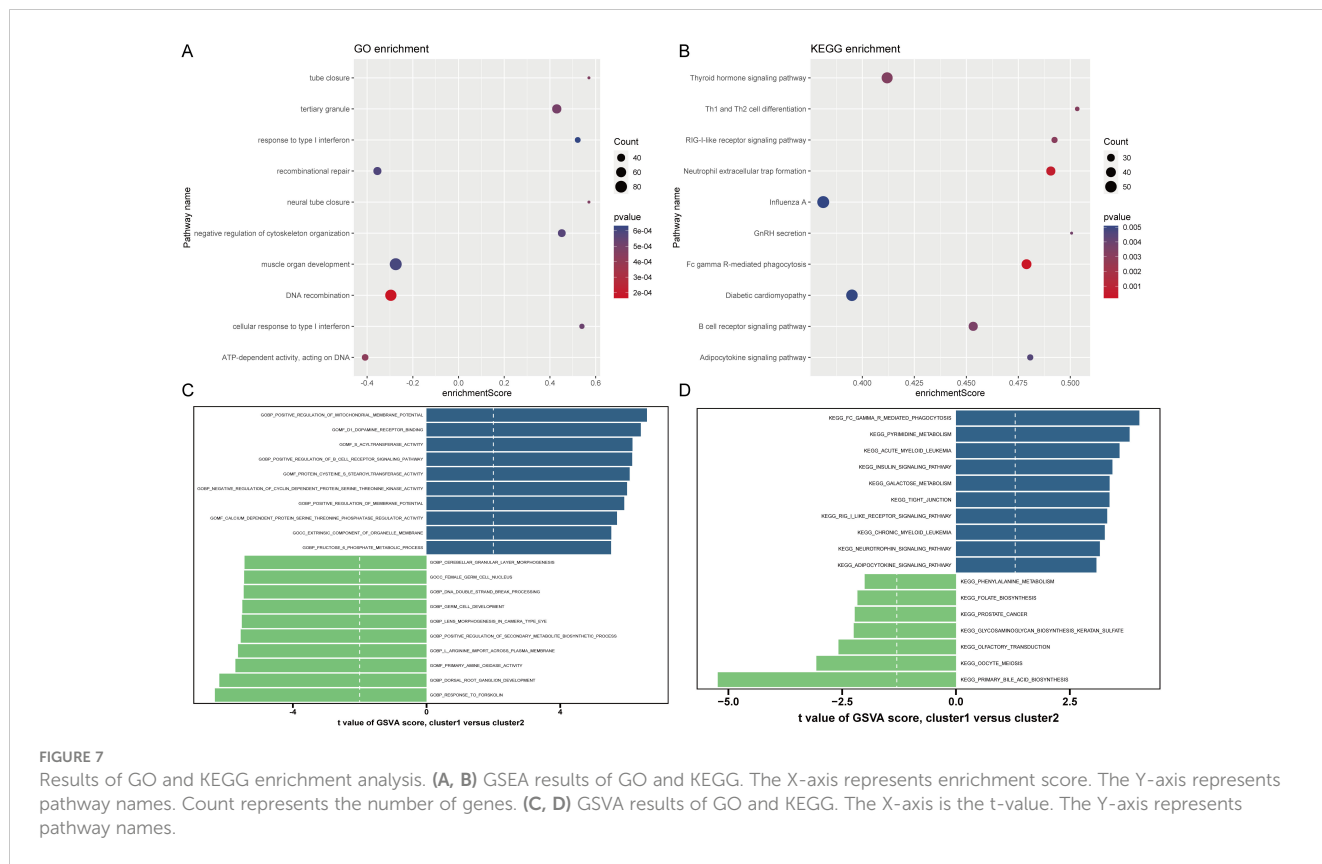 A
GO enrichment
Pathway name
tube closure
tertiary granule
response to type I interferon
recombinational repair
neural tube closure
negative regulation of cytoskeleton organization
muscle organ development
DNA recombination
cellular response to type I interferon
ATP-dependent activity, acting on DNA
-0.4 -0.2 0.0 0.2 0.4 0.6
enrichmentScore
Count
40
60
80
pvalue
6e-04
5e-04
4e-04
3e-04
2e-04
B
KEGG enrichment
Pathway name
Thyroid hormone signaling pathway
Th1 and Th2 cell differentiation
RIG-I-like receptor signaling pathway
Neutrophil extracellular trap formation
Influenza A
GnRH secretion
Fc gamma R-mediated phagocytosis
Diabetic cardiomyopathy
B cell receptor signaling pathway
Adipocytokine signaling pathway
0.400 0.425 0.450 0.475 0.500
enrichmentScore
Count
30
40
50
pvalue
0.005
0.004
0.003
0.002
0.001
C
GOBP_POSITIVE_REGULATION_OF_MITOCHONDRIAL_MEMBRANE_POTENTIAL
GOMF_D1_DOPAMINE_RECEPTOR_BINDING
GOMF_S_ACYLTRANSFERASE_ACTIVITY
GOBP_POSITIVE_REGULATION_OF_B_CELL_RECEPTOR_SIGNALING_PATHWAY
GOMF_PROTEIN_CYSTEINE_S_STEAROYLTRANSFERASE_ACTIVITY
GOBP_NEGATIVE_REGULATION_OF_CYCLIN_DEPENDENT_PROTEIN_SERINE_THREONINE_KINASE_ACTIVITY
GOBP_POSITIVE_REGULATION_OF_MEMBRANE_POTENTIAL
GOMF_CALCIUM_DEPENDENT_PROTEIN_SERINE_THREONINE_PHOSPHATASE_REGULATOR_ACTIVITY
GOCC_EXTRINSIC_COMPONENT_OF_ORGANELLE_MEMBRANE
GOBP_FRUCTOSE_6_PHOSPHATE_METABOLIC_PROCESS
GOBP_CEREBELLAR_GRANULAR_LAYER_MORPHOGENESIS
GOCC_FEMALE_GERM_CELL_NUCLEUS
GOBP_DNA_DOUBLE_STRAND_BREAK_PROCESSING
GOBP_GERM_CELL_DEVELOPMENT
GOBP_LENS_MORPHOGENESIS_IN_CAMERA_TYPE_EYE
GOBP_POSITIVE_REGULATION_OF_SECONDARY_METABOLITE_BIOSYNTHETIC_PROCESS
GOBP_L_ARGININE_IMPORT_ACROSS_PLASMA_MEMBRANE
GOMF_PRIMARY_AMINE_OXIDASE_ACTIVITY
GOBP_DORSAL_ROOT_GANGLION_DEVELOPMENT
GOBP_RESPONSE_TO_FORSKOLIN
-4 0 4
t value of GSVA score, cluster1 versus cluster2
D
KEGG_FC_GAMMA_R_MEDIATED_PHAGOCYTOSIS
KEGG_PYRIMIDINE_METABOLISM
KEGG_ACUTE_MYELOID_LEUKEMIA
KEGG_INSULIN_SIGNALING_PATHWAY
KEGG_GALACTOSE_METABOLISM
KEGG_TIGHT_JUNCTION
KEGG_RIG_I_LIKE_RECEPTOR_SIGNALING_PATHWAY
KEGG_CHRONIC_MYELOID_LEUKEMIA
KEGG_NEUROTROPHIN_SIGNALING_PATHWAY
KEGG_ADIPOCYTOKINE_SIGNALING_PATHWAY
KEGG_PHENYLALANINE_METABOLISM
KEGG_FOLATE_BIOSYNTHESIS
KEGG_PROSTATE_CANCER
KEGG_GLYCOSAMINOGLYCAN_BIOSYNTHESIS_KERATAN_SULFATE
KEGG_OLFACTORY_TRANSDUCTION
KEGG_OOCYTE_MEIOSIS
KEGG_PRIMARY_BILE_ACID_BIOSYNTHESIS
−5.0 −2.5 0.0 2.5
t value of GSVA score, cluster1 versus cluster2
FIGURE 7
Results of GO and KEGG enrichment analysis. (A, B) GSEA results of GO and KEGG. The X-axis represents enrichment score. The Y-axis represents
pathway names. Count represents the number of genes. (C, D) GSVA results of GO and KEGG. The X-axis is the t-value. The Y-axis represents
pathway names.